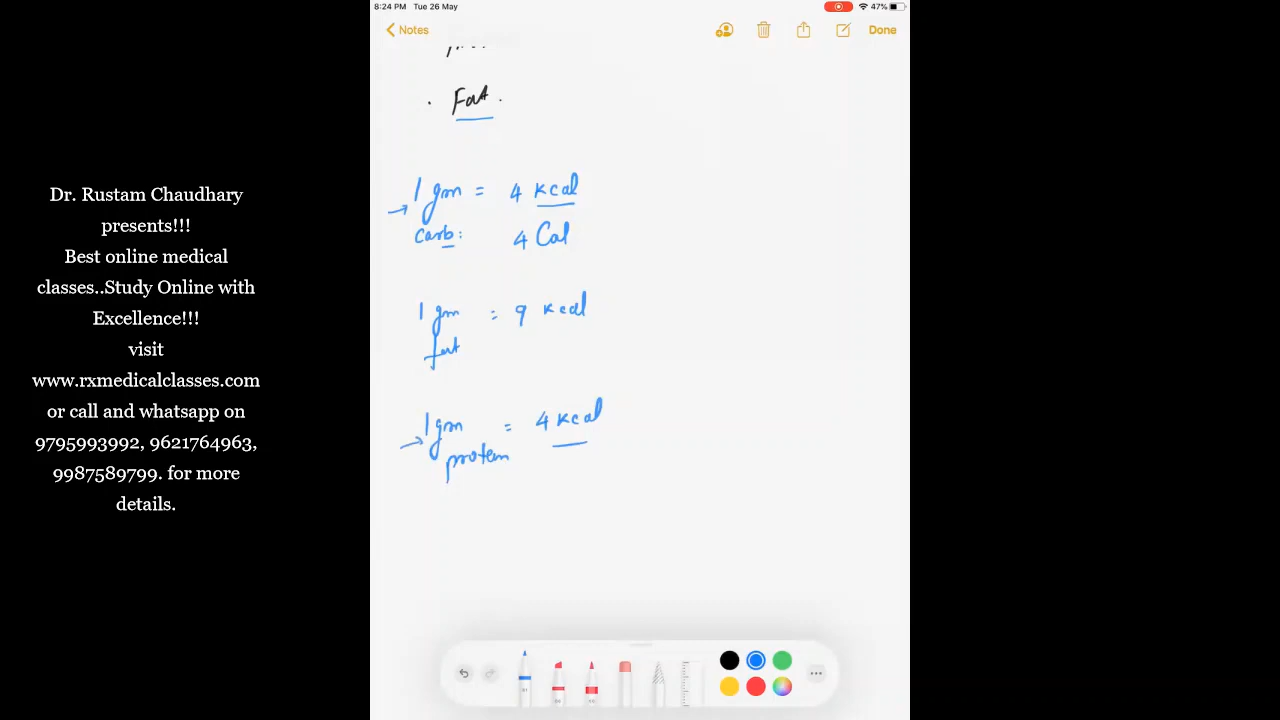 8:24 PM Tue 26 May
47%
Notes
Done
Fat
1 gm = 4 kcal
carb: 4 Cal
1 gm = 9 kcal
fat
1 gm = 4 kcal
protein
Dr. Rustam Chaudhary
presents!!!
Best online medical
classes..Study Online with
Excellence!!!
visit
www.rxmedicalclasses.com
or call and whatsapp on
9795993992, 9621764963,
9987589799. for more
details.